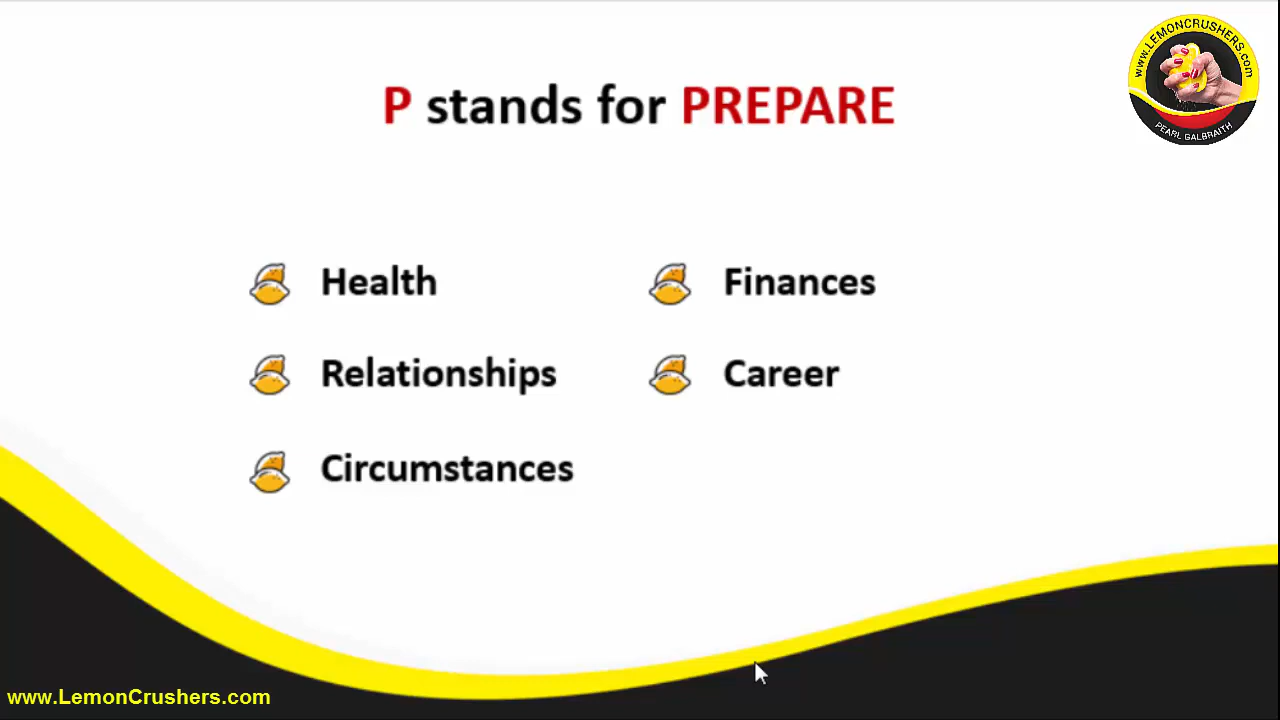 P stands for PREPARE
www.LEMONCRUSHERS.com
PEARL GALBRAITH
Health
Finances
Relationships
Career
Circumstances
www.LemonCrushers.com